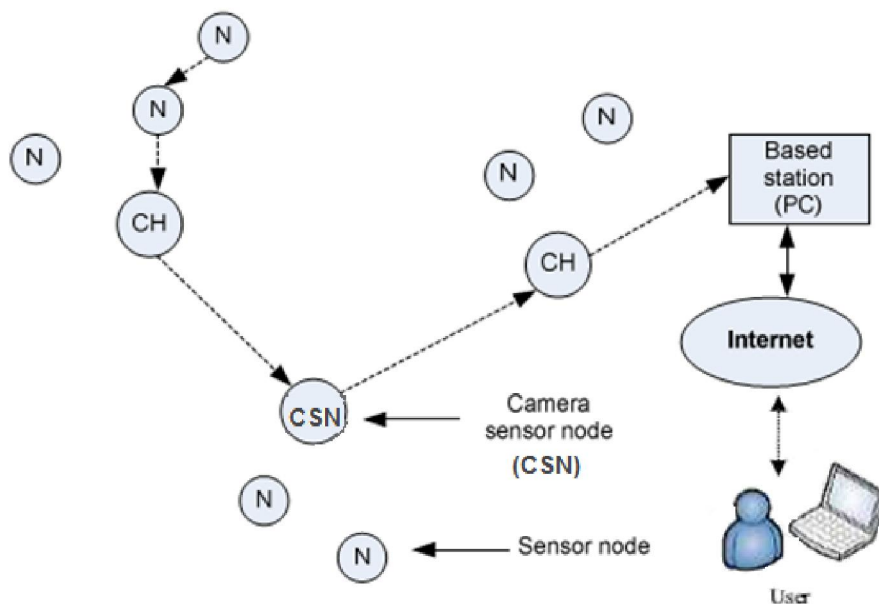 N
N
N
N
N
Based
station
(PC)
CH
CH
Internet
CSN
Camera
sensor node
(CSN)
N
N
Sensor node
User